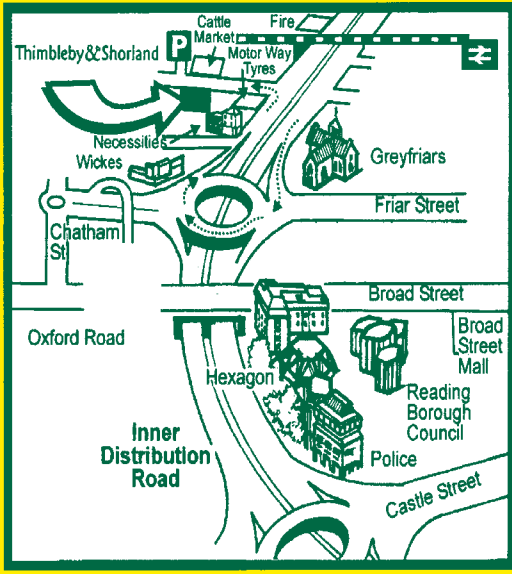 Cattle
Market
Fire
Thimbleby & Shorland
P
Motor Way
Tyres
Necessities
Wickes
Greyfriars
Friar Street
Chatham
St
Broad Street
Oxford Road
Broad
Street
Mall
Hexagon
Reading
Borough
Council
Inner
Distribution
Road
Police
Castle Street